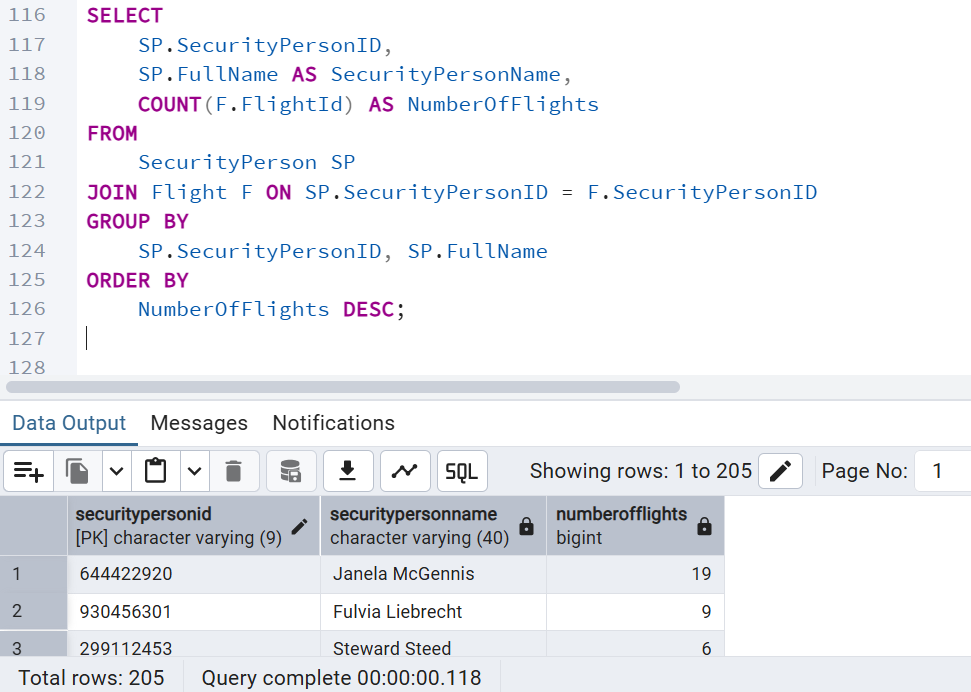 116 SELECT
117 SP.SecurityPersonID,
118 SP.FullName AS SecurityPersonName,
119 COUNT(F.FlightId) AS NumberOfFlights
120 FROM
121 SecurityPerson SP
122 JOIN Flight F ON SP.SecurityPersonID = F.SecurityPersonID
123 GROUP BY
124 SP.SecurityPersonID, SP.FullName
125 ORDER BY
126 NumberOfFlights DESC;
127
128
Data Output Messages Notifications
SQL Showing rows: 1 to 205 Page No: 1
securitypersonid securitypersonname numberofflights
[PK] character varying (9) character varying (40) bigint
1 644422920 Janela McGennis 19
2 930456301 Fulvia Liebrecht 9
3 299112453 Steward Steed 6
Total rows: 205 Query complete 00:00:00.118